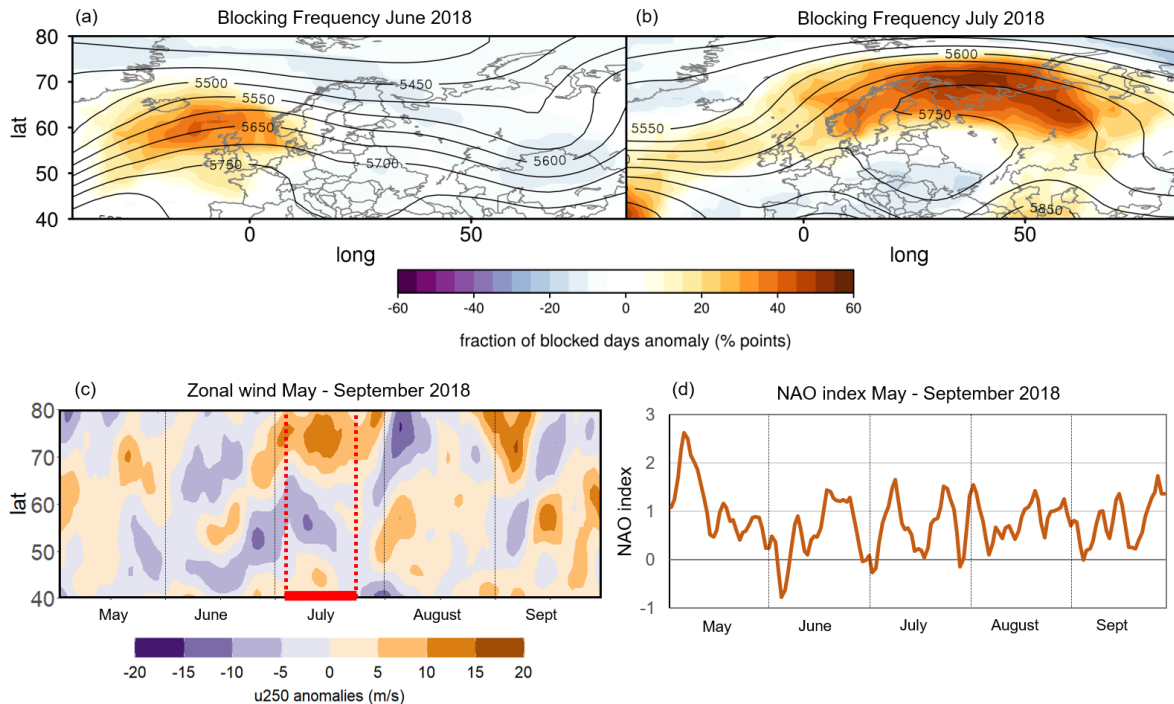 (a) Blocking Frequency June 2018
(b) Blocking Frequency July 2018
80
70
60
50
40
lat
5500
5550
5450
5650
5750
5700
5600
0
50
long
5600
5550
5750
5850
0
50
long
-60
-40
-20
0
20
40
60
fraction of blocked days anomaly (% points)
(c) Zonal wind May - September 2018
80
70
60
50
40
lat
May
June
July
August
Sept
-20
-15
-10
-5
0
5
10
15
20
u250 anomalies (m/s)
(d) NAO index May - September 2018
3
2
1
0
-1
NAO index
May
June
July
August
Sept